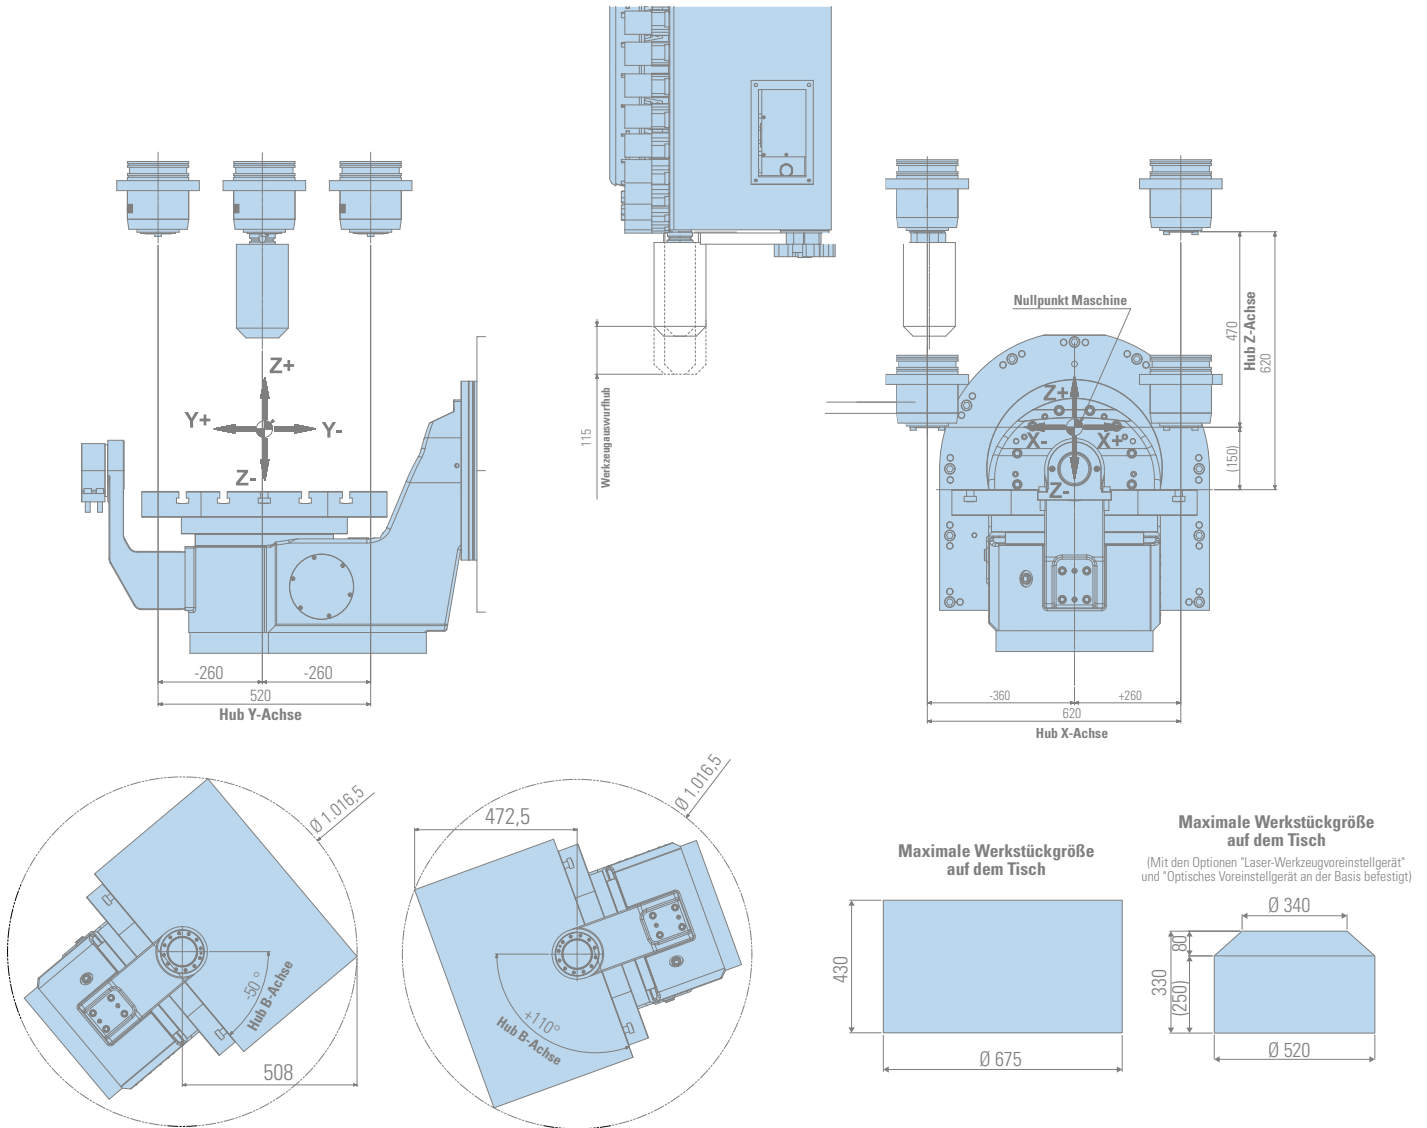 Z+
Y+
Y-
Z-
-260
-260
520
Hub Y-Achse
115
Werkzeugauswurfhub
Nullpunkt Maschine
Z+
X-
X+
Z-
470
Hub Z-Achse
620
(150)
-360
+260
620
Hub X-Achse
Ø 1.016,5
-50 °
Hub B-Achse
508
472,5
Ø 1.016,5
+110°
Hub B-Achse
Maximale Werkstückgröße
auf dem Tisch
430
Ø 675
Maximale Werkstückgröße
auf dem Tisch
(Mit den Optionen "Laser-Werkzeugvoreinstellgerät"
und "Optisches Voreinstellgerät an der Basis befestigt)
Ø 340
80
330
(250)
Ø 520